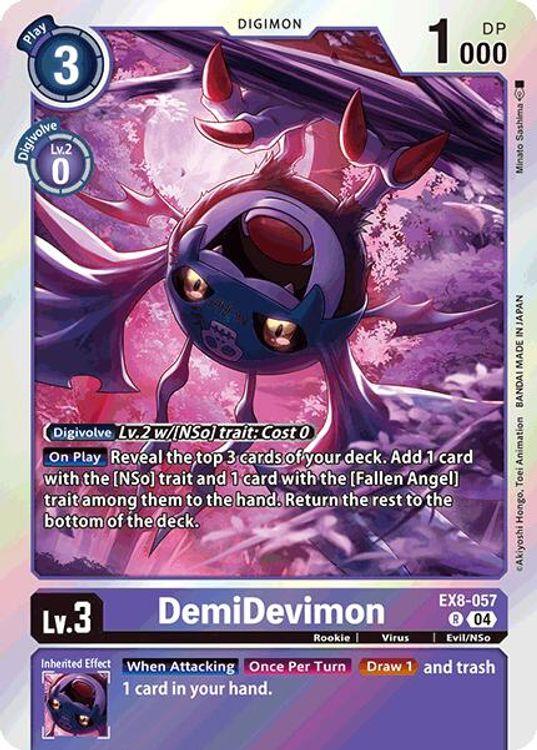 DIGIMON
Play
3
Digivolve
Lv.2
0
1000
DP
Minato Sashima
Digivolve Lv.2 w/[NSo] trait: Cost 0
On Play Reveal the top 3 cards of your deck. Add 1 card
with the [NSo] trait and 1 card with the [Fallen Angel]
trait among them to the hand. Return the rest to the
bottom of the deck.
©Akiyoshi Hongo, Toei Animation BANDAI MADE IN JAPAN
Lv.3
DemiDevimon
EX8-057
R 04
Rookie | Virus | Evil/NSo
Inherited Effect
When Attacking Once Per Turn Draw 1 and trash
1 card in your hand.